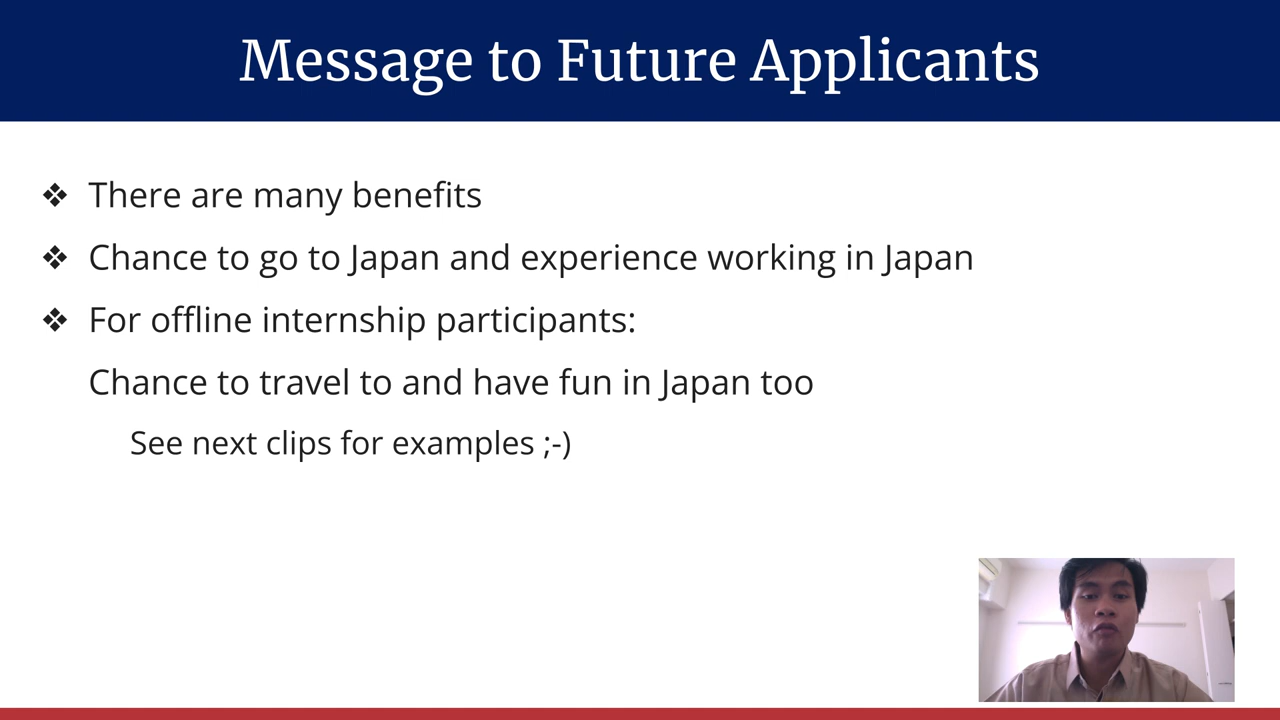 Message to Future Applicants
❖ There are many benefits
❖ Chance to go to Japan and experience working in Japan
❖ For offline internship participants:
Chance to travel to and have fun in Japan too
See next clips for examples ;-)